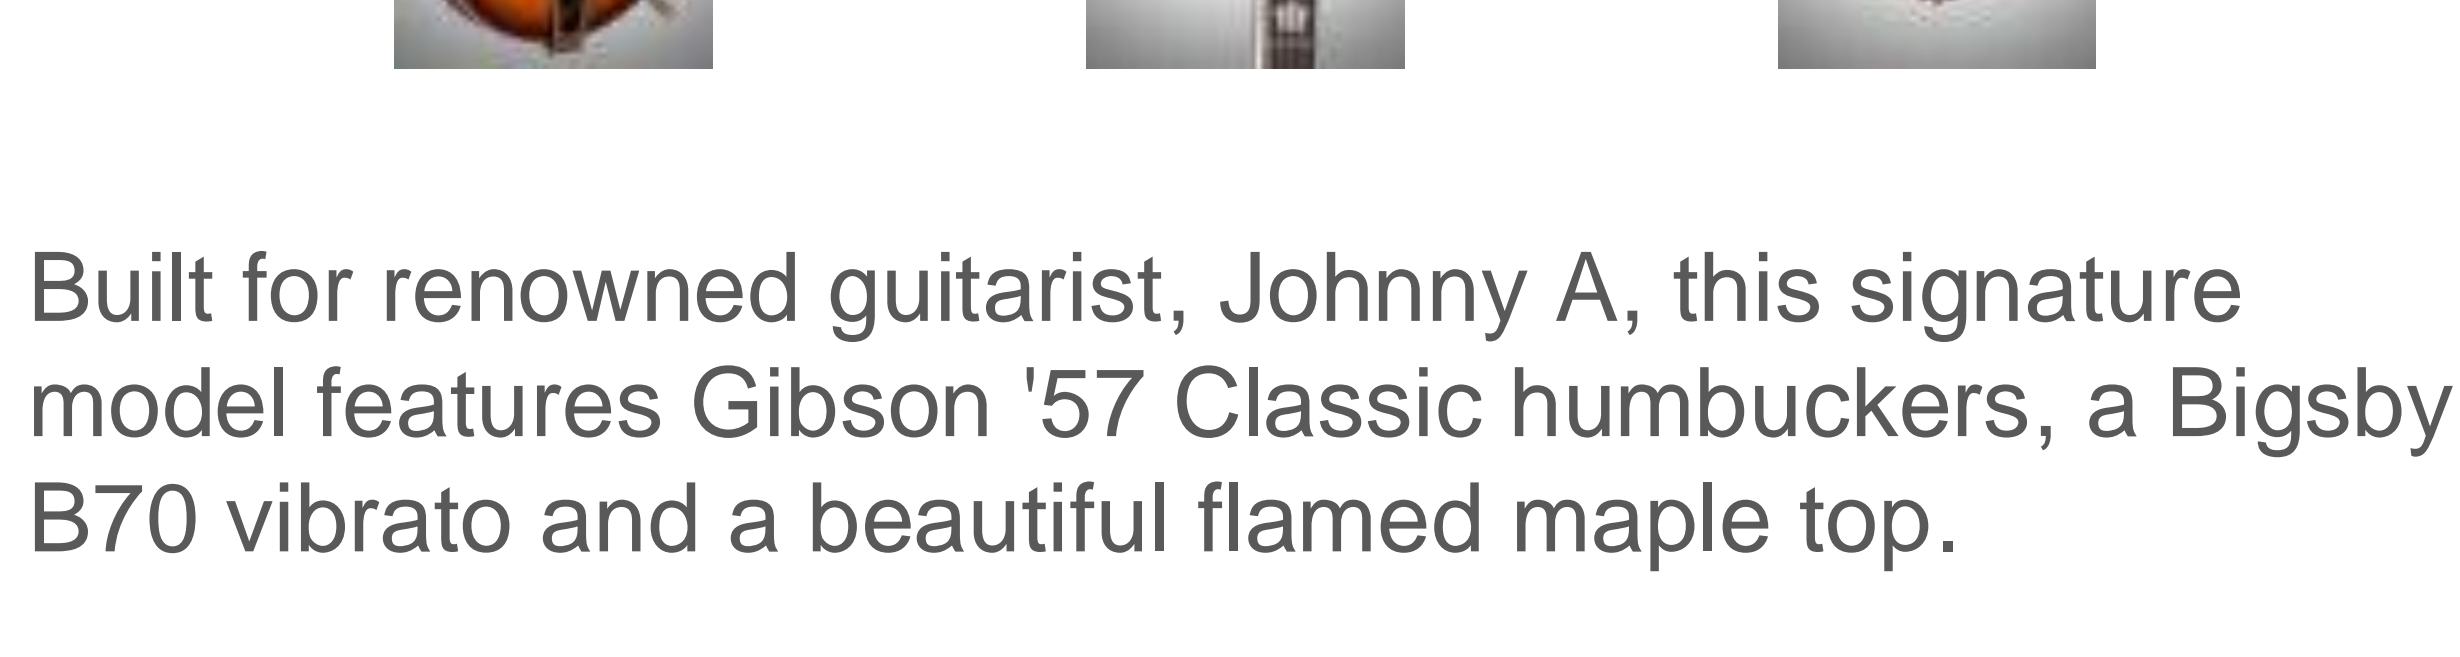 Built for renowned guitarist, Johnny A, this signature
model features Gibson '57 Classic humbuckers, a Bigsby
B70 vibrato and a beautiful flamed maple top.